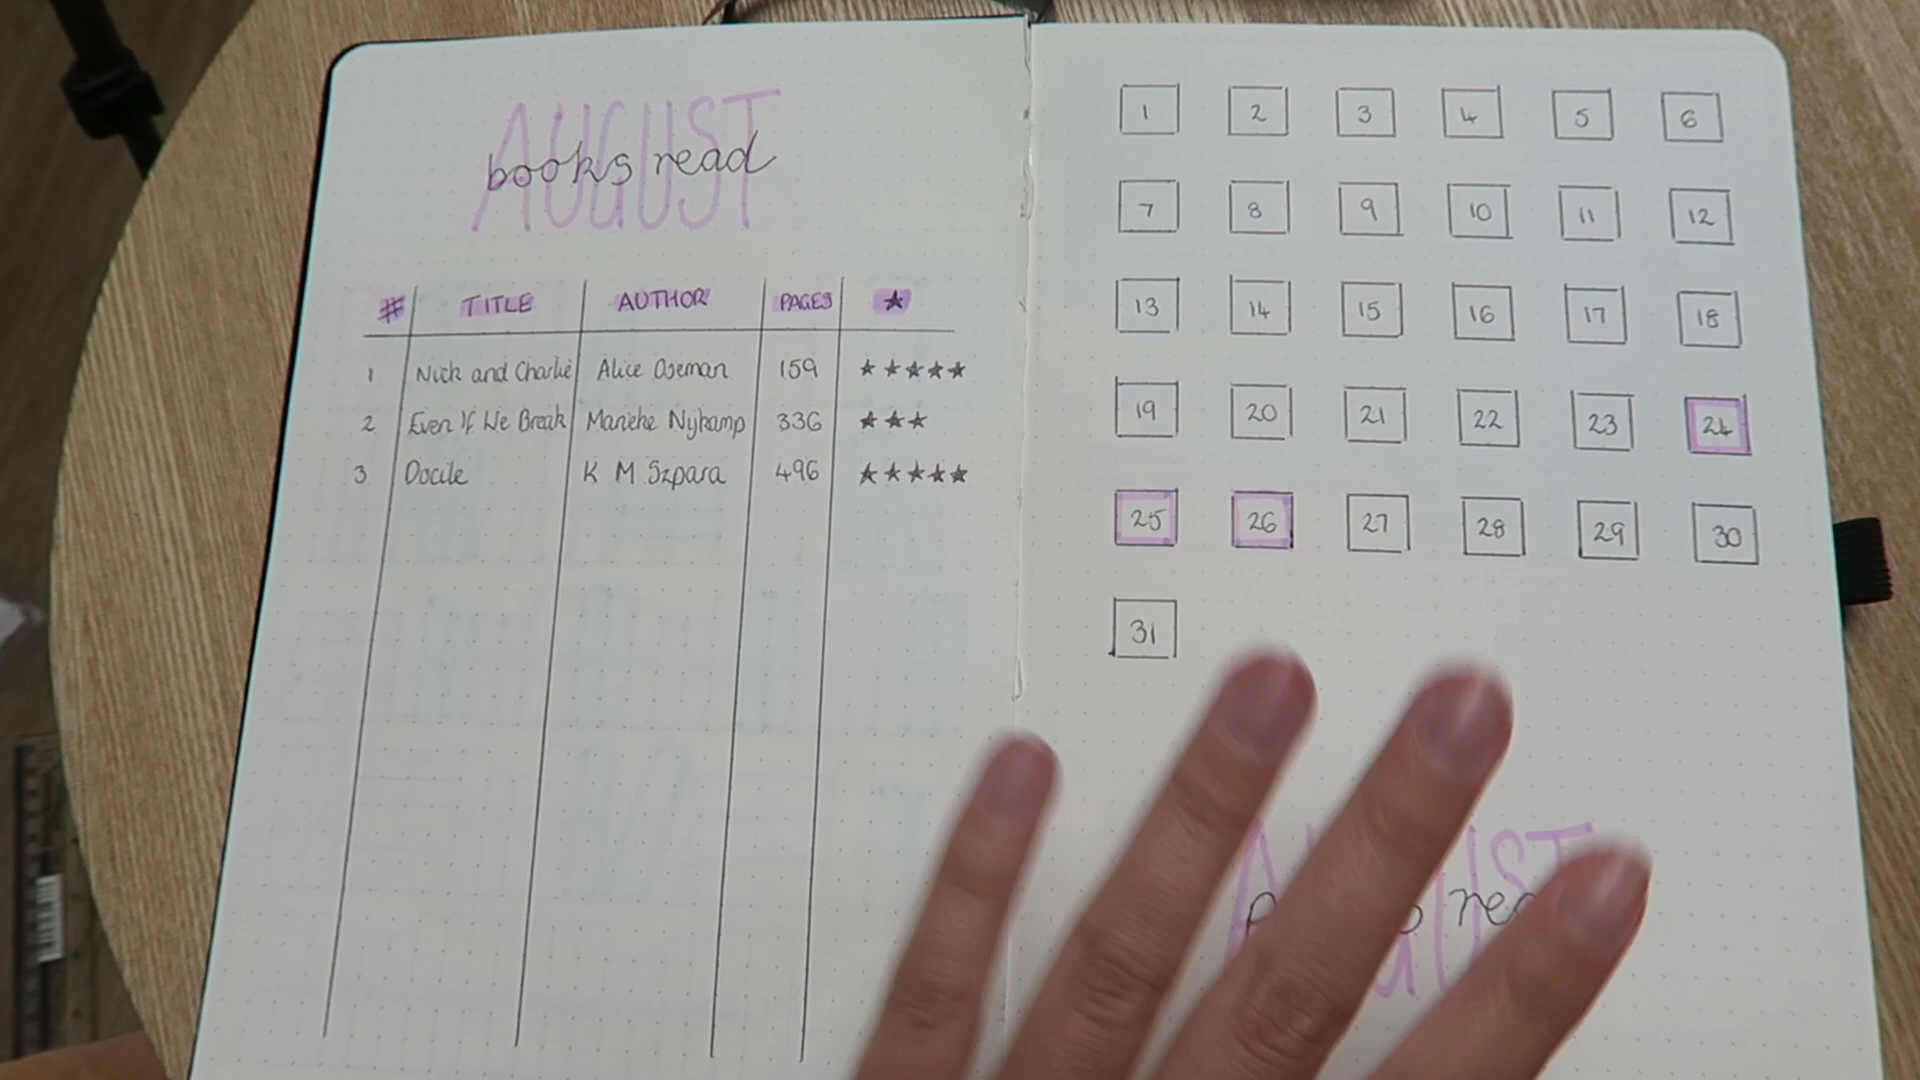 AUGUST
books read
# TITLE AUTHOR PAGES ★
1 Nick and Charlie Alice Oseman 159 ★★★★★
2 Even If We Break Marieke Nijkamp 336 ★★★
3 Docile K M Szpara 496 ★★★★★
1 2 3 4 5 6
7 8 9 10 11 12
13 14 15 16 17 18
19 20 21 22 23 24
25 26 27 28 29 30
31